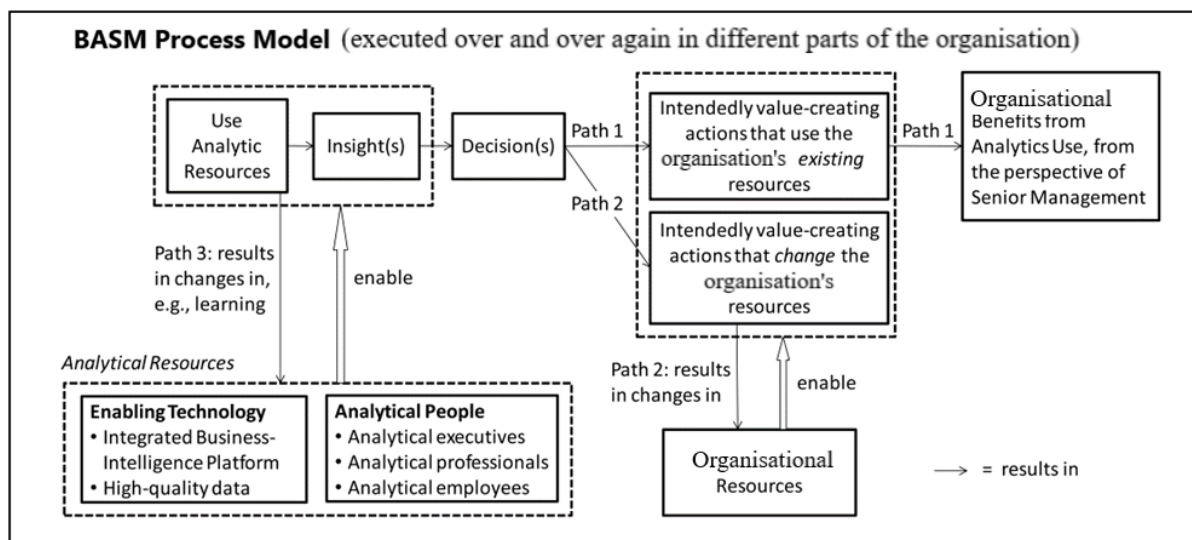 BASM Process Model (executed over and over again in different parts of the organisation)
Use
Analytic
Resources
Insight(s)
Decision(s)
Path 1
Path 2
Intendedly value-creating
actions that use the
organisation's existing
resources
Intendedly value-creating
actions that change the
organisation's
resources
Path 1
Organisational
Benefits from
Analytics Use, from
the perspective of
Senior Management
Path 3: results
in changes in,
e.g., learning
enable
Analytical Resources
Enabling Technology
• Integrated Business-
Intelligence Platform
• High-quality data
Analytical People
• Analytical executives
• Analytical professionals
• Analytical employees
Path 2: results
in changes in
enable
Organisational
Resources
= results in